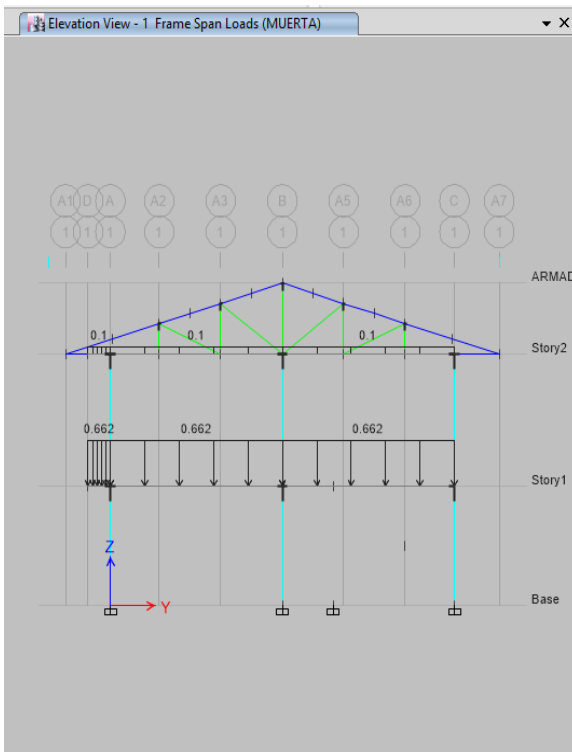 Elevation View - 1 Frame Span Loads (MUERTA)
A1 D A A2 A3 B A5 A6 C A7
1 1 1 1 1 1 1 1 1 1
ARMAD
0.1 0.1 0.1
Story2
0.662 0.662 0.662
Story1
Z
Y
Base